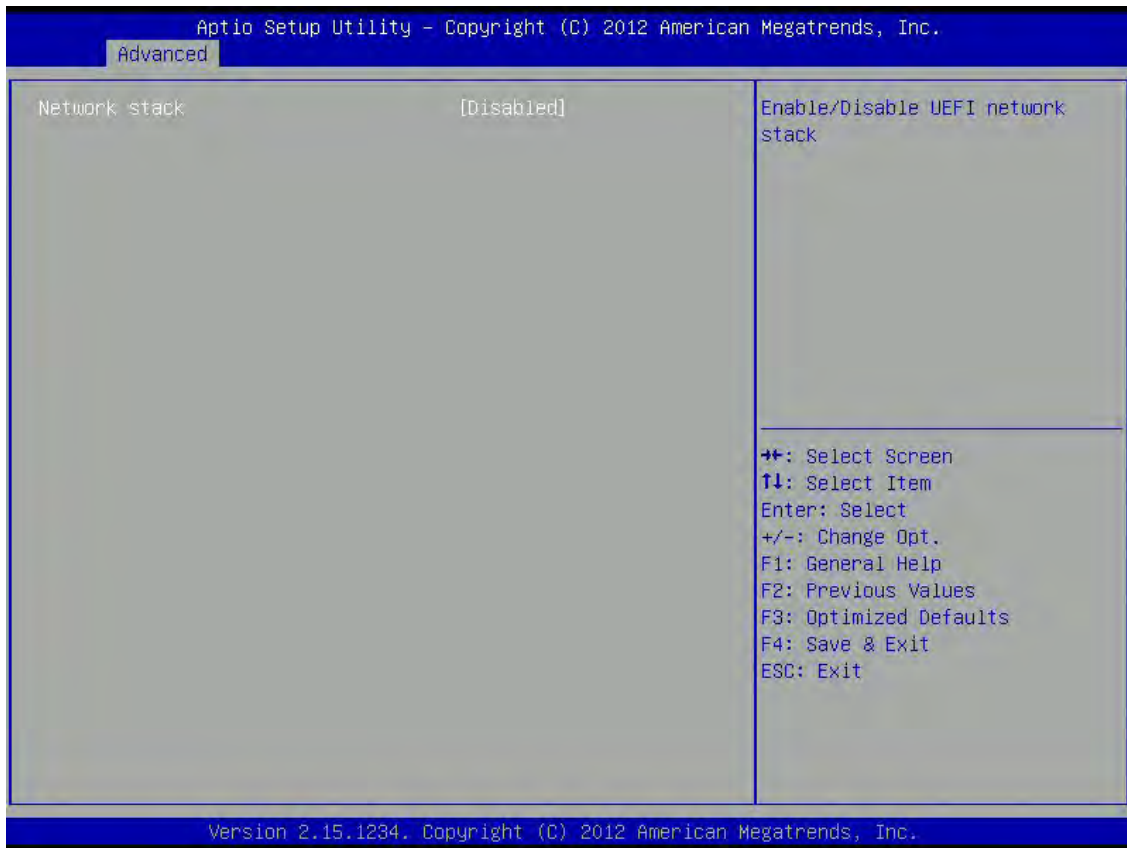 Aptio Setup Utility – Copyright (C) 2012 American Megatrends, Inc.
Advanced
Network stack [Disabled]
Enable/Disable UEFI network
stack
→←: Select Screen
↑↓: Select Item
Enter: Select
+/-: Change Opt.
F1: General Help
F2: Previous Values
F3: Optimized Defaults
F4: Save & Exit
ESC: Exit
Version 2.15.1234. Copyright (C) 2012 American Megatrends, Inc.